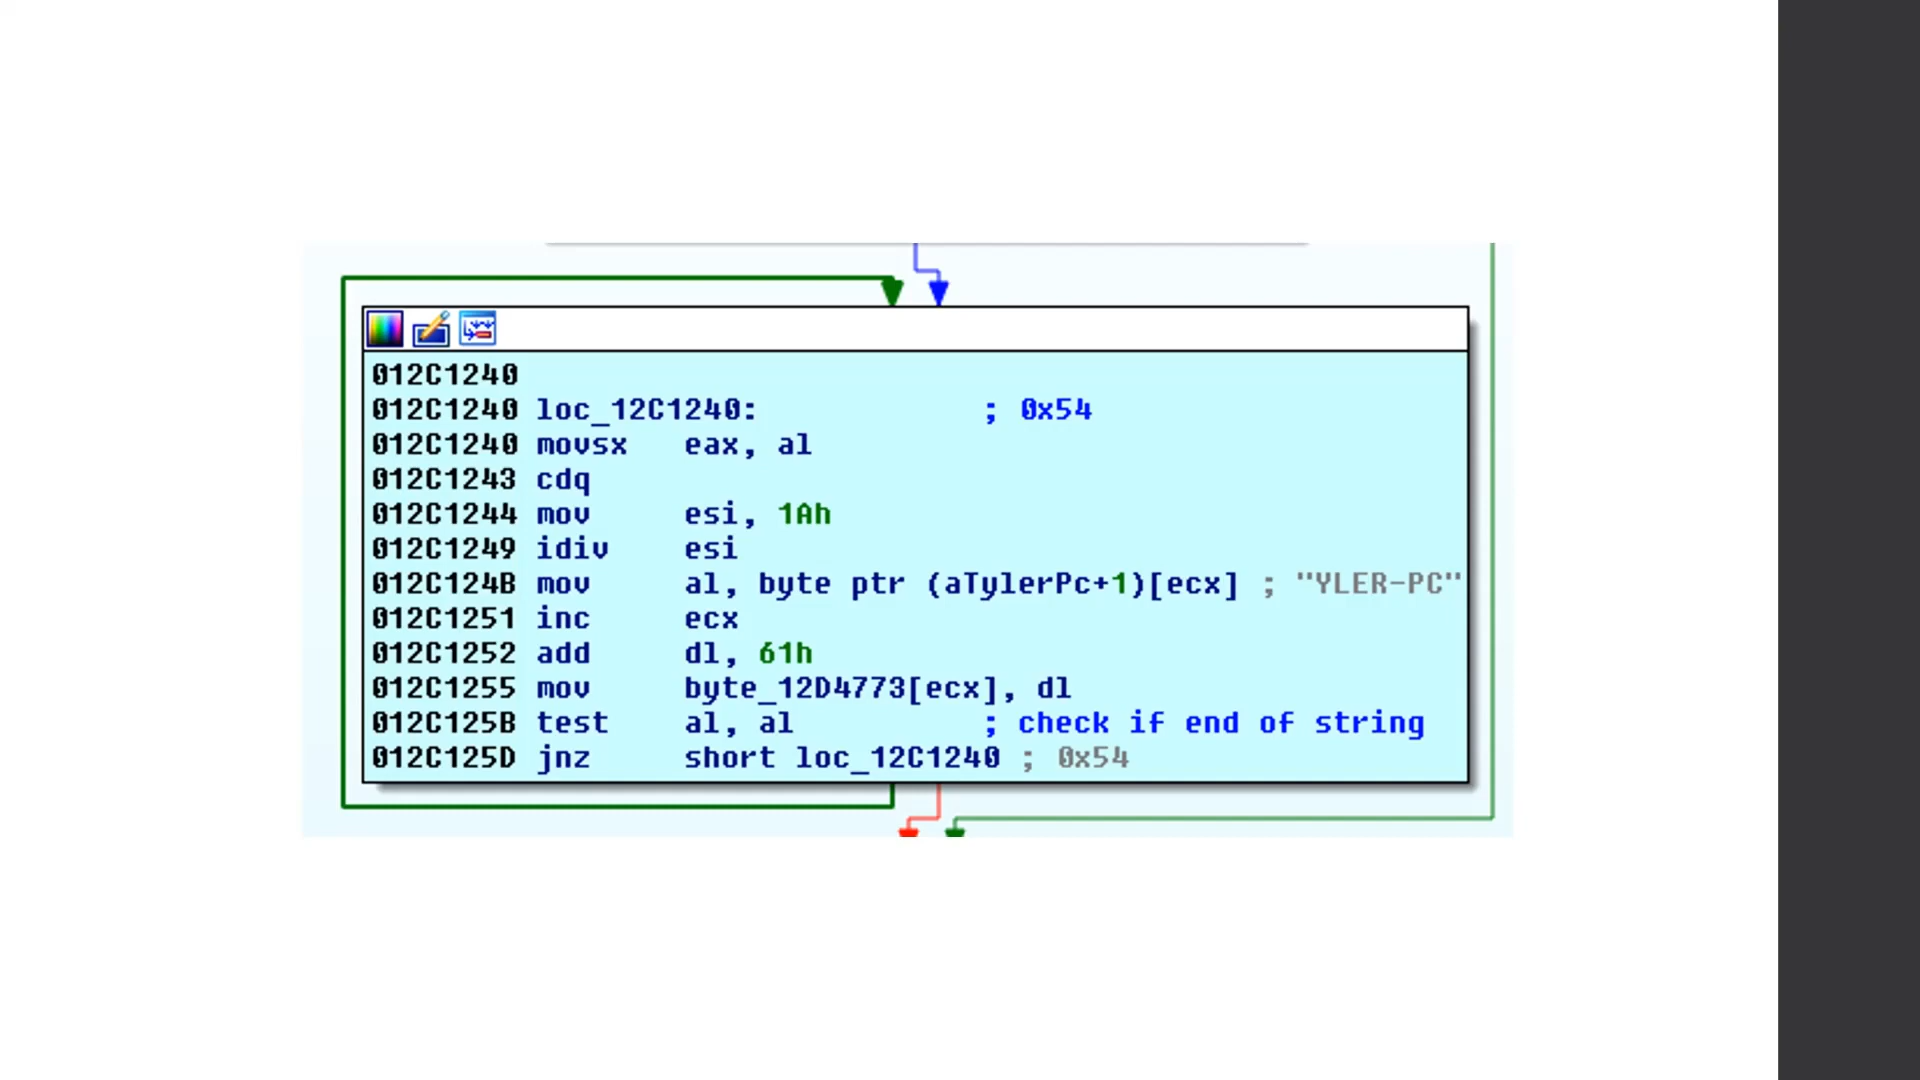 012C1240
012C1240 loc_12C1240: ; 0x54
012C1240 movsx eax, al
012C1243 cdq
012C1244 mov esi, 1Ah
012C1249 idiv esi
012C124B mov al, byte ptr (aTylerPc+1)[ecx] ; "YLER-PC"
012C1251 inc ecx
012C1252 add dl, 61h
012C1255 mov byte_12D4773[ecx], dl
012C125B test al, al ; check if end of string
012C125D jnz short loc_12C1240 ; 0x54